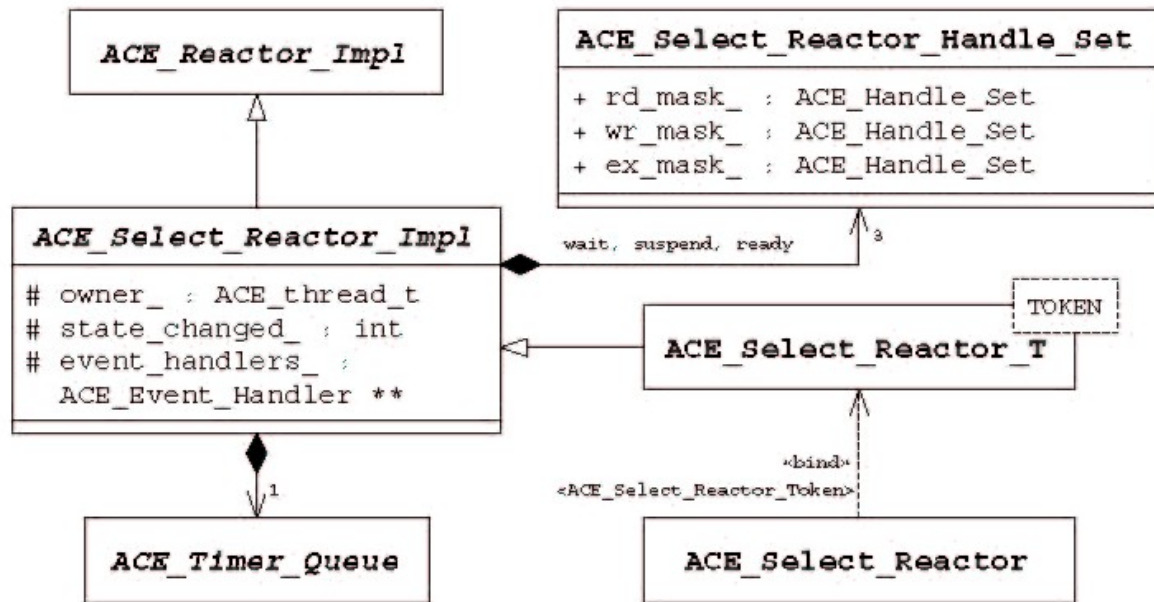 ACE_Reactor_Impl
ACE_Select_Reactor_Handle_Set
+ rd_mask_ : ACE_Handle_Set
+ wr_mask_ : ACE_Handle_Set
+ ex_mask_ : ACE_Handle_Set
ACE_Select_Reactor_Impl
# owner_ : ACE_thread_t
# state_changed_ : int
# event_handlers_ :
ACE_Event_Handler **
wait, suspend, ready
3
TOKEN
ACE_Select_Reactor_T
«bind»
<ACE_Select_Reactor_Token>
1
ACE_Timer_Queue
ACE_Select_Reactor